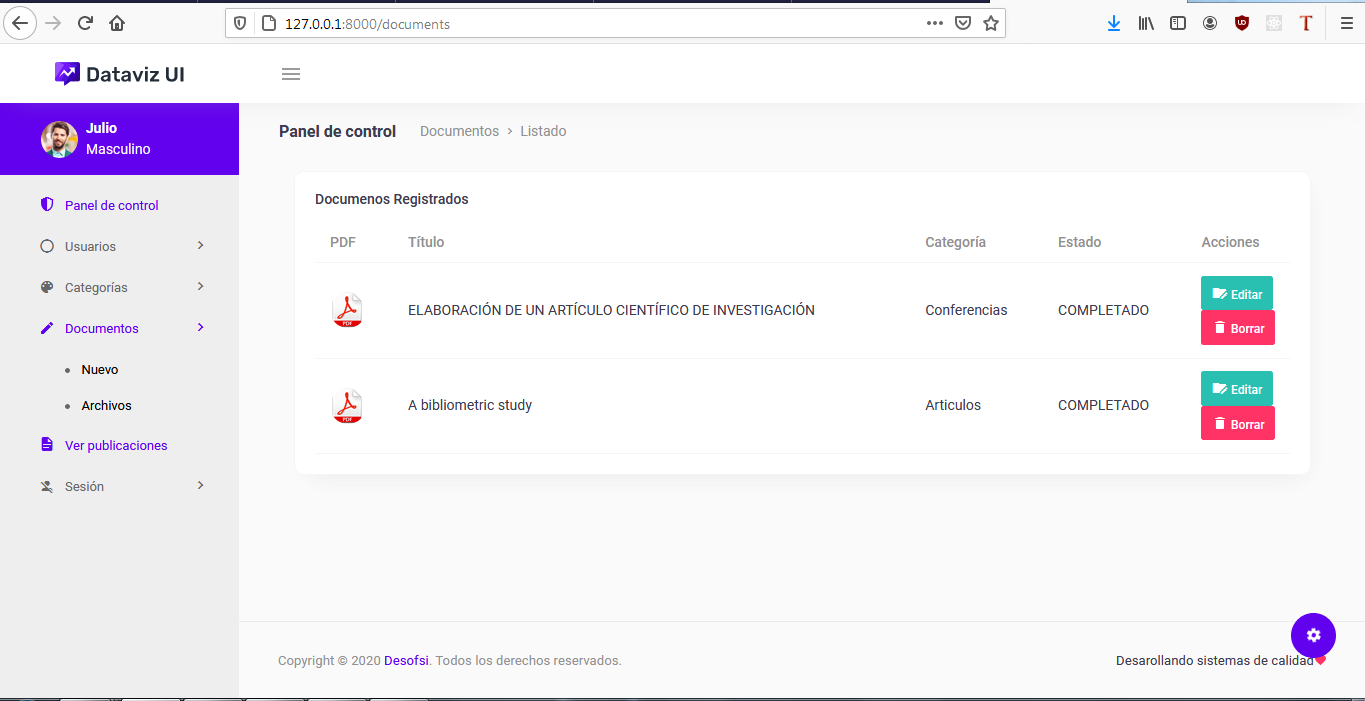 127.0.0.1:8000/documents
Dataviz UI
Julio
Masculino
Panel de control
Usuarios
Categorías
Documentos
Nuevo
Archivos
Ver publicaciones
Sesión
Panel de control Documentos > Listado
Documenos Registrados
PDF Título Categoría Estado Acciones
PDF ELABORACIÓN DE UN ARTÍCULO CIENTÍFICO DE INVESTIGACIÓN Conferencias COMPLETADO Editar
Borrar
PDF A bibliometric study Articulos COMPLETADO Editar
Borrar
Copyright © 2020 Desofsi. Todos los derechos reservados. Desarollando sistemas de calidad